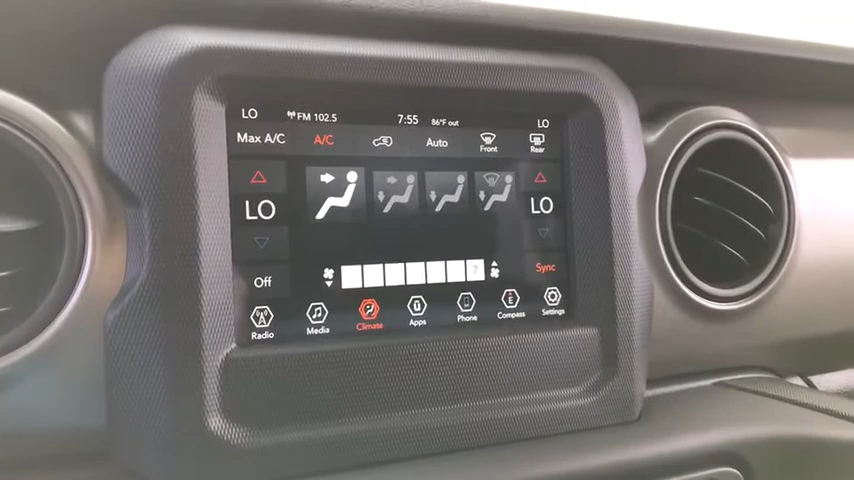 LO FM 102.5 7:55 86°F out LO
Max A/C A/C Auto Front Rear
LO LO
Off 7 Sync
Radio Media Climate Apps Phone E Compass Settings